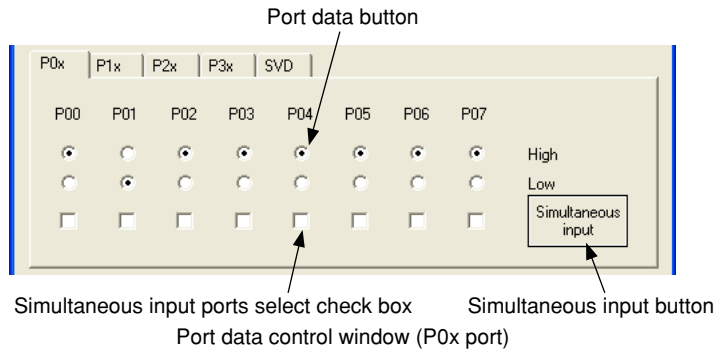 Port data button
P0x P1x P2x P3x SVD
P00 P01 P02 P03 P04 P05 P06 P07
High
Low
Simultaneous
input
Simultaneous input ports select check box Simultaneous input button
Port data control window (P0x port)